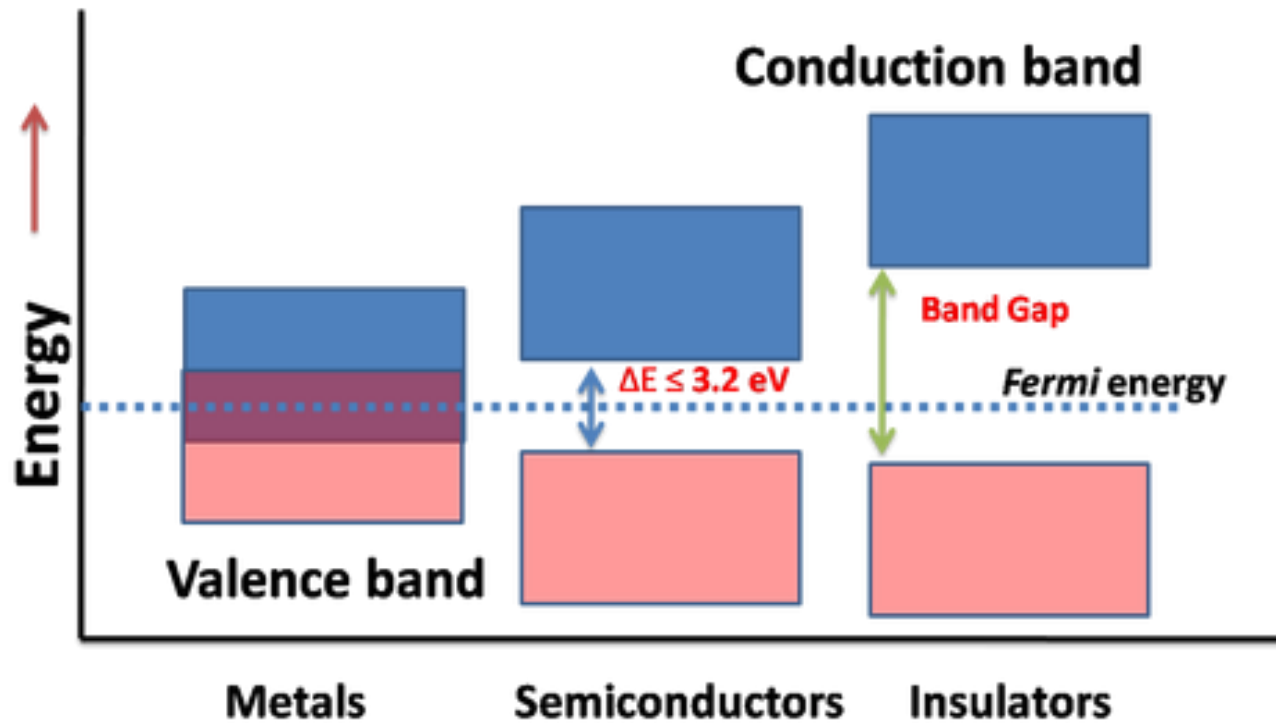 Conduction band
Energy
Band Gap
ΔE ≤ 3.2 eV
Fermi energy
Valence band
Metals
Semiconductors
Insulators